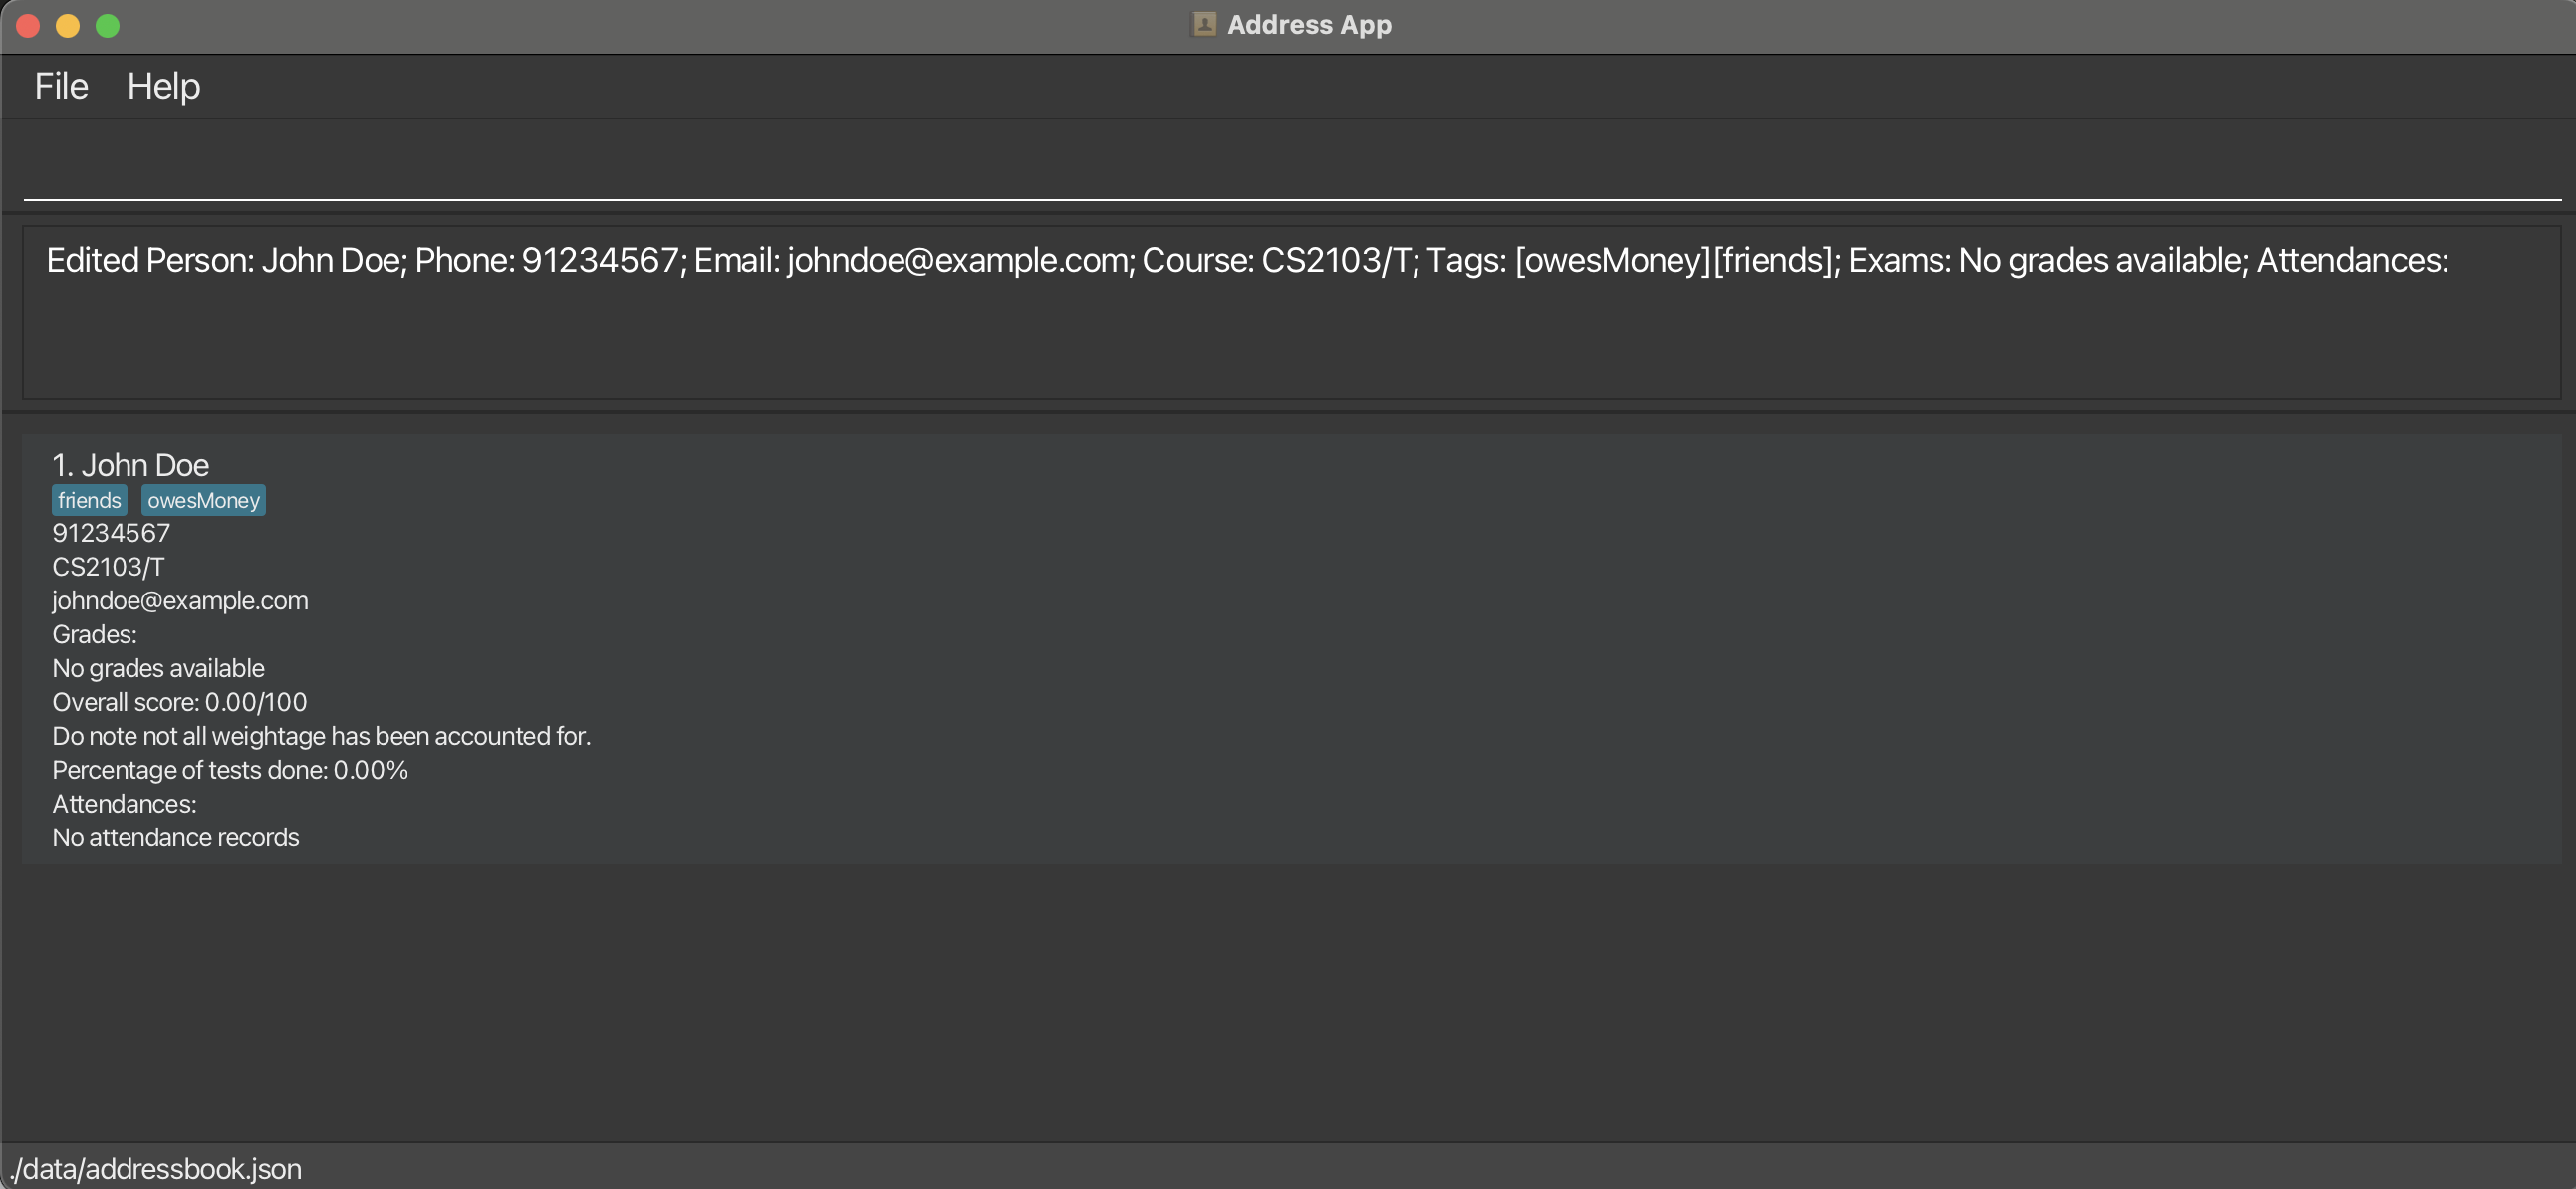 Address App
File Help
Edited Person: John Doe; Phone: 91234567; Email: johndoe@example.com; Course: CS2103/T; Tags: [owesMoney][friends]; Exams: No grades available; Attendances:
1. John Doe
friends owesMoney
91234567
CS2103/T
johndoe@example.com
Grades:
No grades available
Overall score: 0.00/100
Do note not all weightage has been accounted for.
Percentage of tests done: 0.00%
Attendances:
No attendance records
./data/addressbook.json